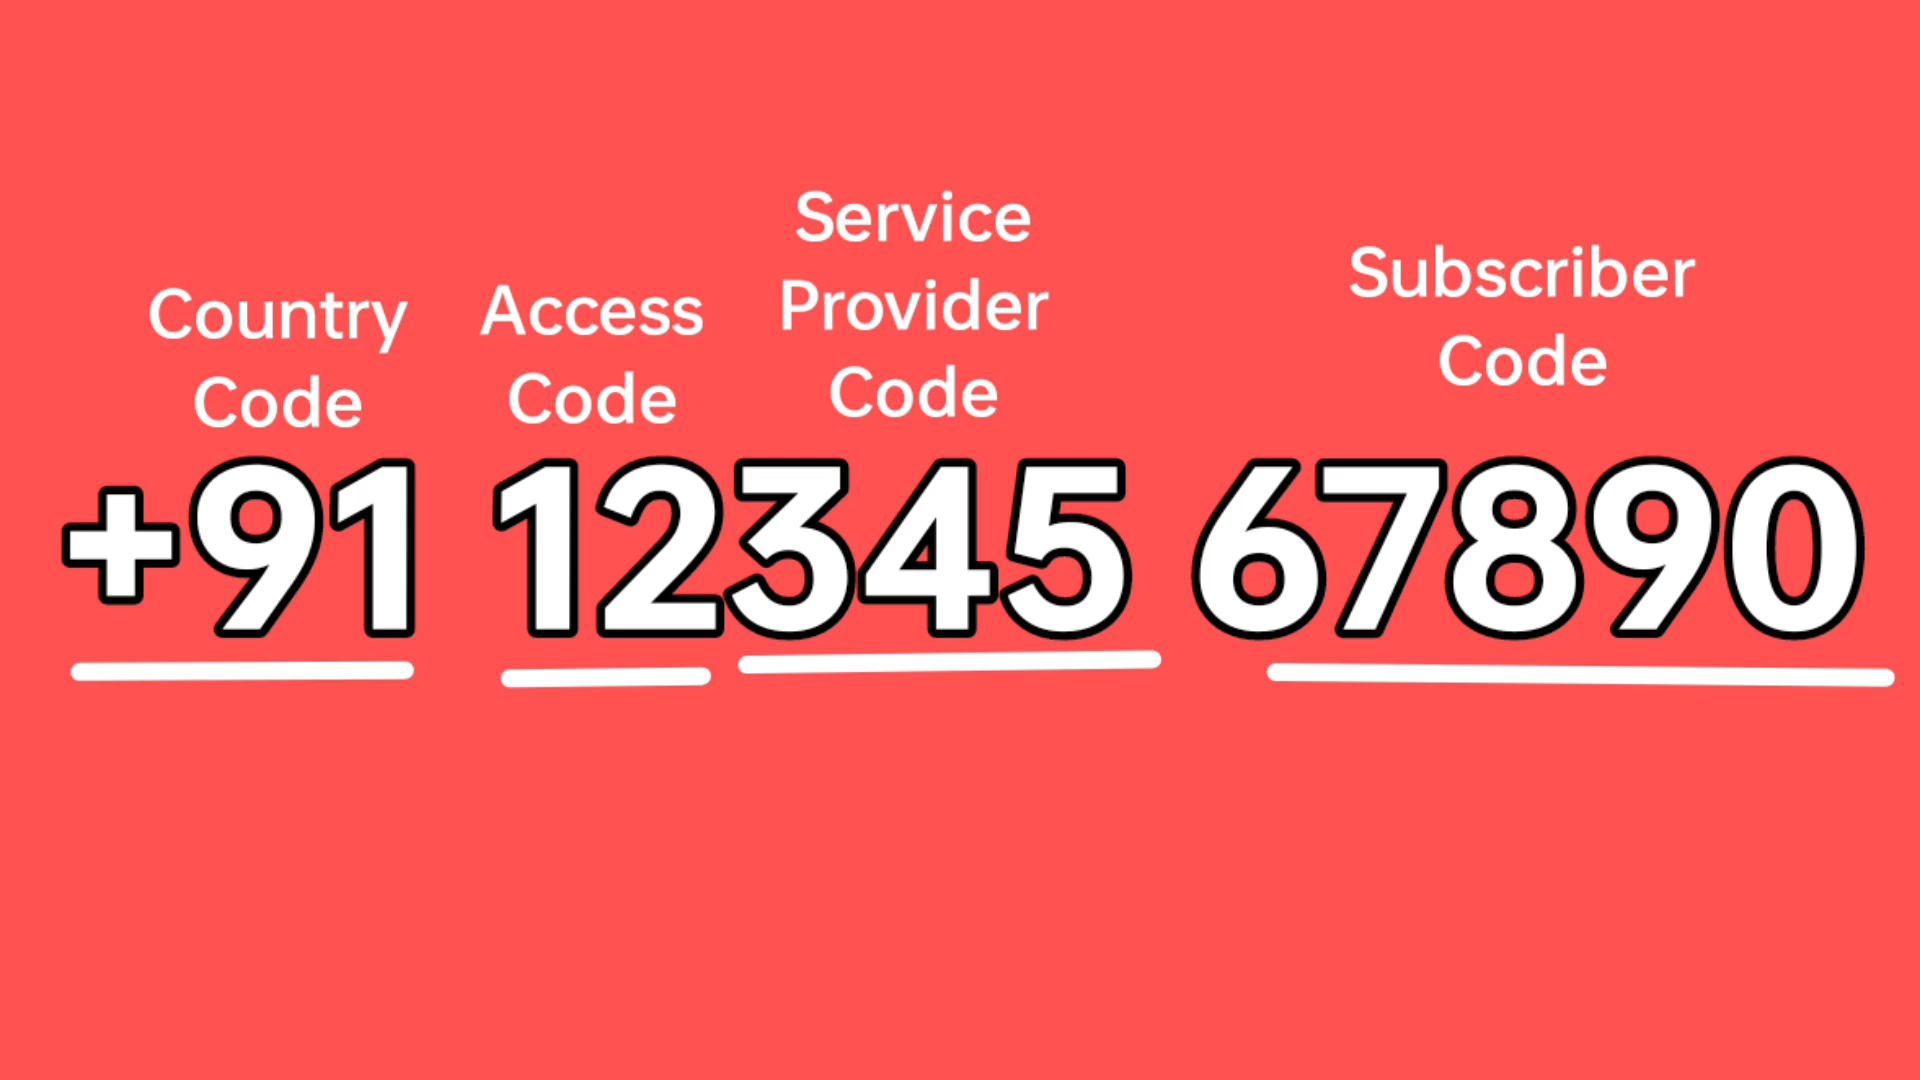 Country
Code
Access
Code
Service
Provider
Code
Subscriber
Code
+91 12345 67890